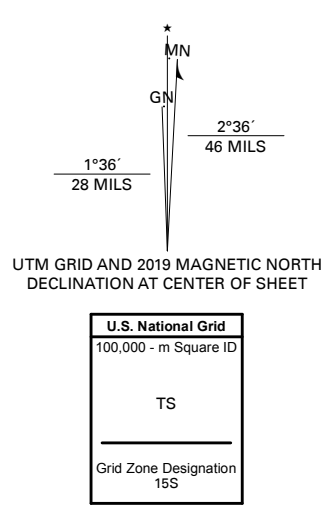 ★
MN
GN
2°36´
46 MILS
1°36´
28 MILS
UTM GRID AND 2019 MAGNETIC NORTH
DECLINATION AT CENTER OF SHEET
U.S. National Grid
100,000 - m Square ID
TS
Grid Zone Designation
15S